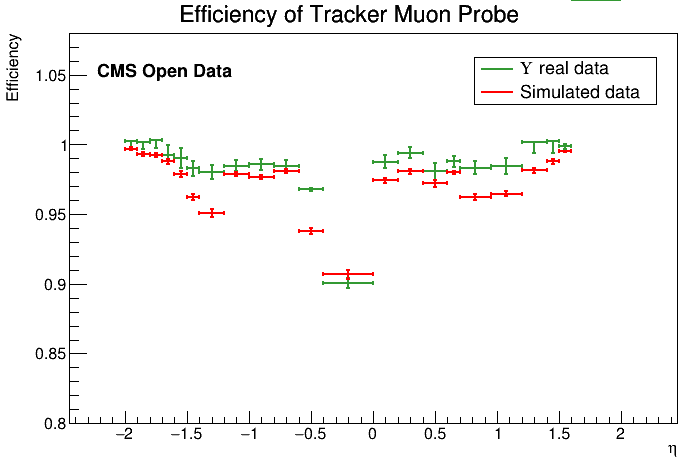 Efficiency of Tracker Muon Probe
Efficiency
CMS Open Data
ϒ real data
Simulated data
1.05
1
0.95
0.9
0.85
0.8
−2 −1.5 −1 −0.5 0 0.5 1 1.5 2
η